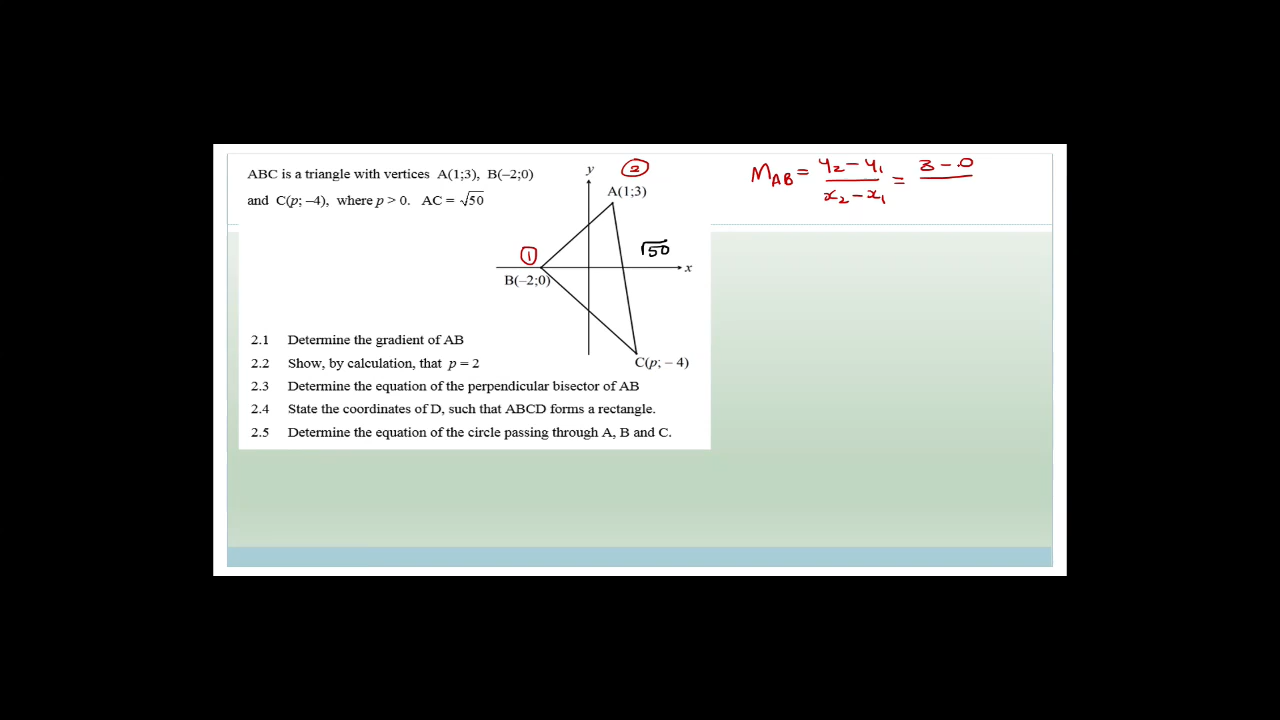 ABC is a triangle with vertices A(1;3), B(–2;0)
and C(p; –4), where p > 0. AC = √50
y
②
A(1;3)
√50
①
x
B(–2;0)
C(p; – 4)
2.1 Determine the gradient of AB
2.2 Show, by calculation, that p = 2
2.3 Determine the equation of the perpendicular bisector of AB
2.4 State the coordinates of D, such that ABCD forms a rectangle.
2.5 Determine the equation of the circle passing through A, B and C.
M_AB = (y₂ – y₁)/(x₂ – x₁) = 3 – 0